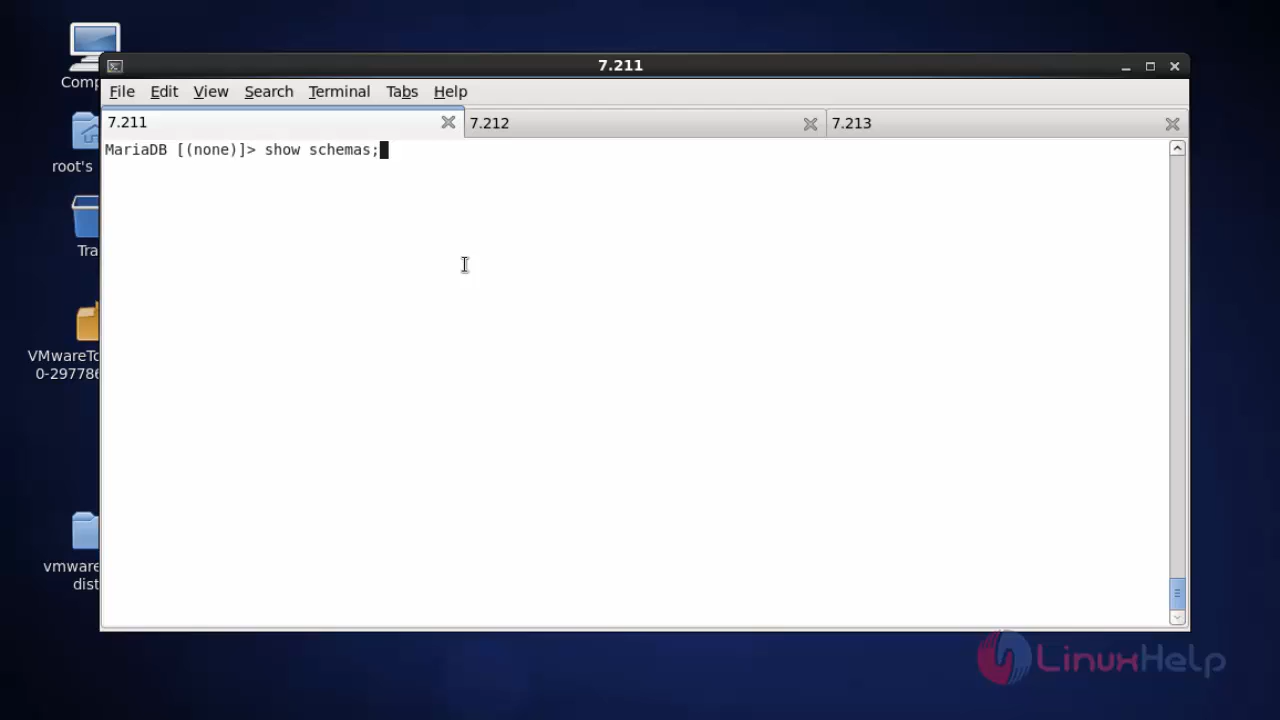 7.211
File Edit View Search Terminal Tabs Help
7.211 7.212 7.213
MariaDB [(none)]> show schemas;
Comp
root's
Tra
VMwareTo
0-297786
vmware
dist
LinuxHelp